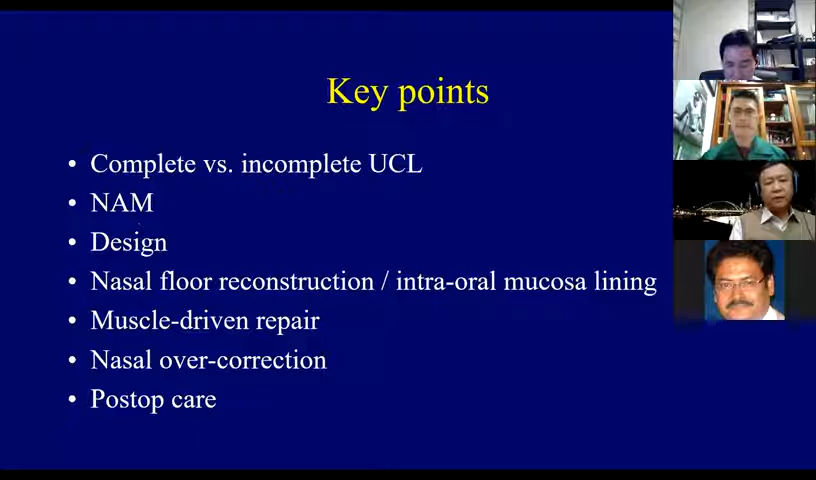 Key points
• Complete vs. incomplete UCL
• NAM
• Design
• Nasal floor reconstruction / intra-oral mucosa lining
• Muscle-driven repair
• Nasal over-correction
• Postop care